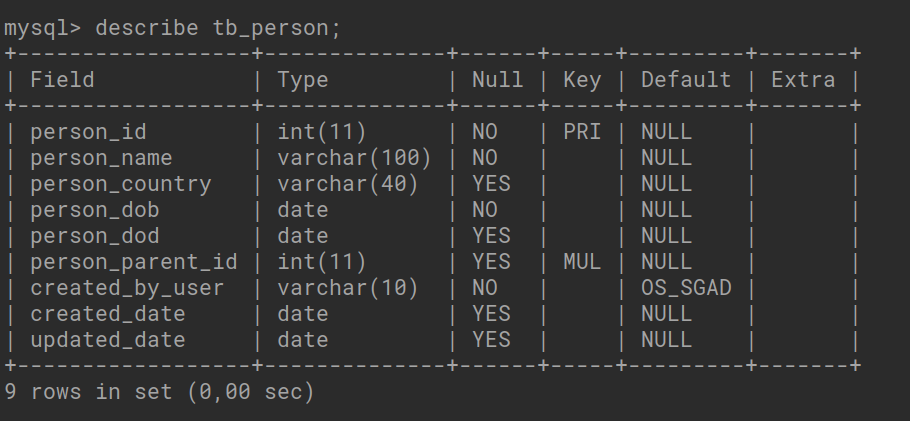 mysql> describe tb_person;
+------------------+--------------+------+-----+---------+-------+
| Field            | Type         | Null | Key | Default | Extra |
+------------------+--------------+------+-----+---------+-------+
| person_id        | int(11)      | NO   | PRI | NULL    |       |
| person_name      | varchar(100) | NO   |     | NULL    |       |
| person_country   | varchar(40)  | YES  |     | NULL    |       |
| person_dob       | date         | NO   |     | NULL    |       |
| person_dod       | date         | YES  |     | NULL    |       |
| person_parent_id | int(11)      | YES  | MUL | NULL    |       |
| created_by_user  | varchar(10)  | NO   |     | OS_SGAD |       |
| created_date     | date         | YES  |     | NULL    |       |
| updated_date     | date         | YES  |     | NULL    |       |
+------------------+--------------+------+-----+---------+-------+
9 rows in set (0,00 sec)